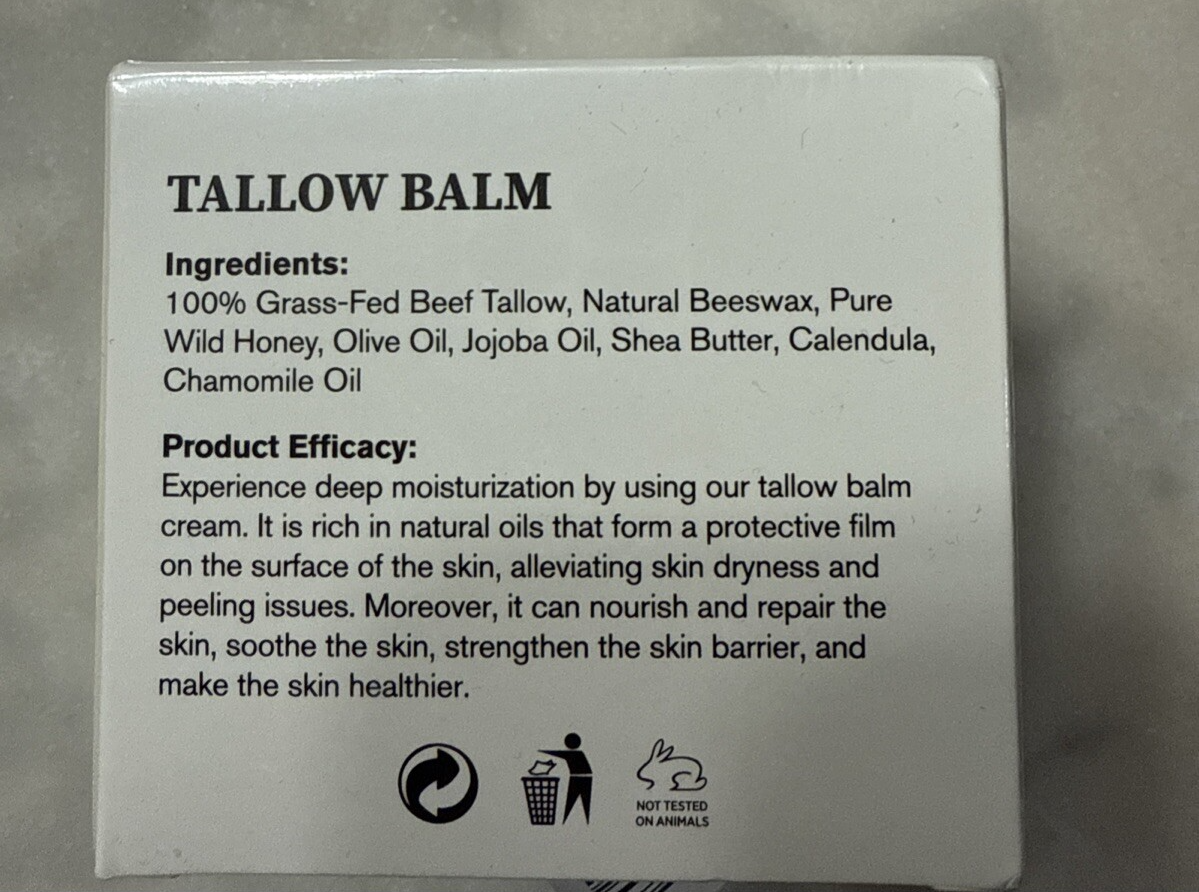 TALLOW BALM
Ingredients:
100% Grass-Fed Beef Tallow, Natural Beeswax, Pure
Wild Honey, Olive Oil, Jojoba Oil, Shea Butter, Calendula,
Chamomile Oil
Product Efficacy:
Experience deep moisturization by using our tallow balm
cream. It is rich in natural oils that form a protective film
on the surface of the skin, alleviating skin dryness and
peeling issues. Moreover, it can nourish and repair the
skin, soothe the skin, strengthen the skin barrier, and
make the skin healthier.
NOT TESTED
ON ANIMALS